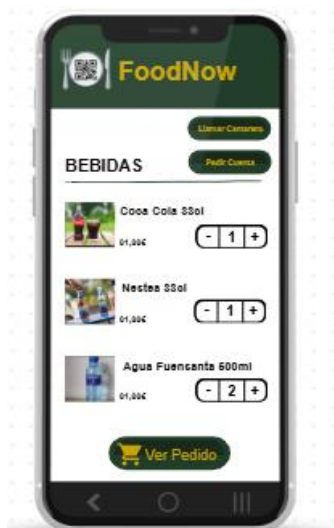 FoodNow
Llamar Camarero
Pedir Cuenta
BEBIDAS
Coca Cola 33cl
01,00€
- 1 +
Nestea 33cl
01,00€
- 1 +
Agua Fuensanta 500ml
01,00€
- 2 +
Ver Pedido